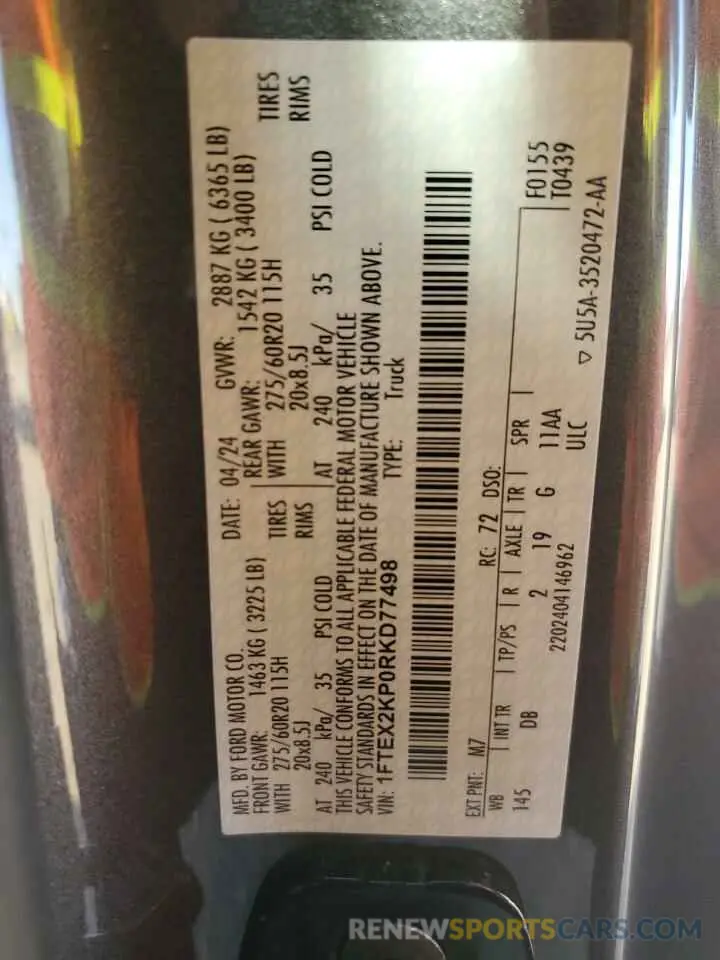 MFD. BY FORD MOTOR CO.
DATE: 04/24 GVWR: 2887 KG ( 6365 LB)
FRONT GAWR: 1463 KG ( 3225 LB) REAR GAWR: 1542 KG ( 3400 LB)
WITH 275/60R20 115H TIRES WITH 275/60R20 115H TIRES
20x8.5J RIMS 20x8.5J RIMS
AT 240 kPa/ 35 PSI COLD AT 240 kPa/ 35 PSI COLD
THIS VEHICLE CONFORMS TO ALL APPLICABLE FEDERAL MOTOR VEHICLE
SAFETY STANDARDS IN EFFECT ON THE DATE OF MANUFACTURE SHOWN ABOVE.
VIN: 1FTEX2KP0RKD77498 TYPE: Truck
EXT PNT: M7 RC: 72 DSO: F0155
WB INT TR TP/PS R AXLE TR SPR T0439
145 DB 2 19 G 11AA
2202404146962 ULC
5U5A-3520472-AA
RENEWSPORTSCARS.COM